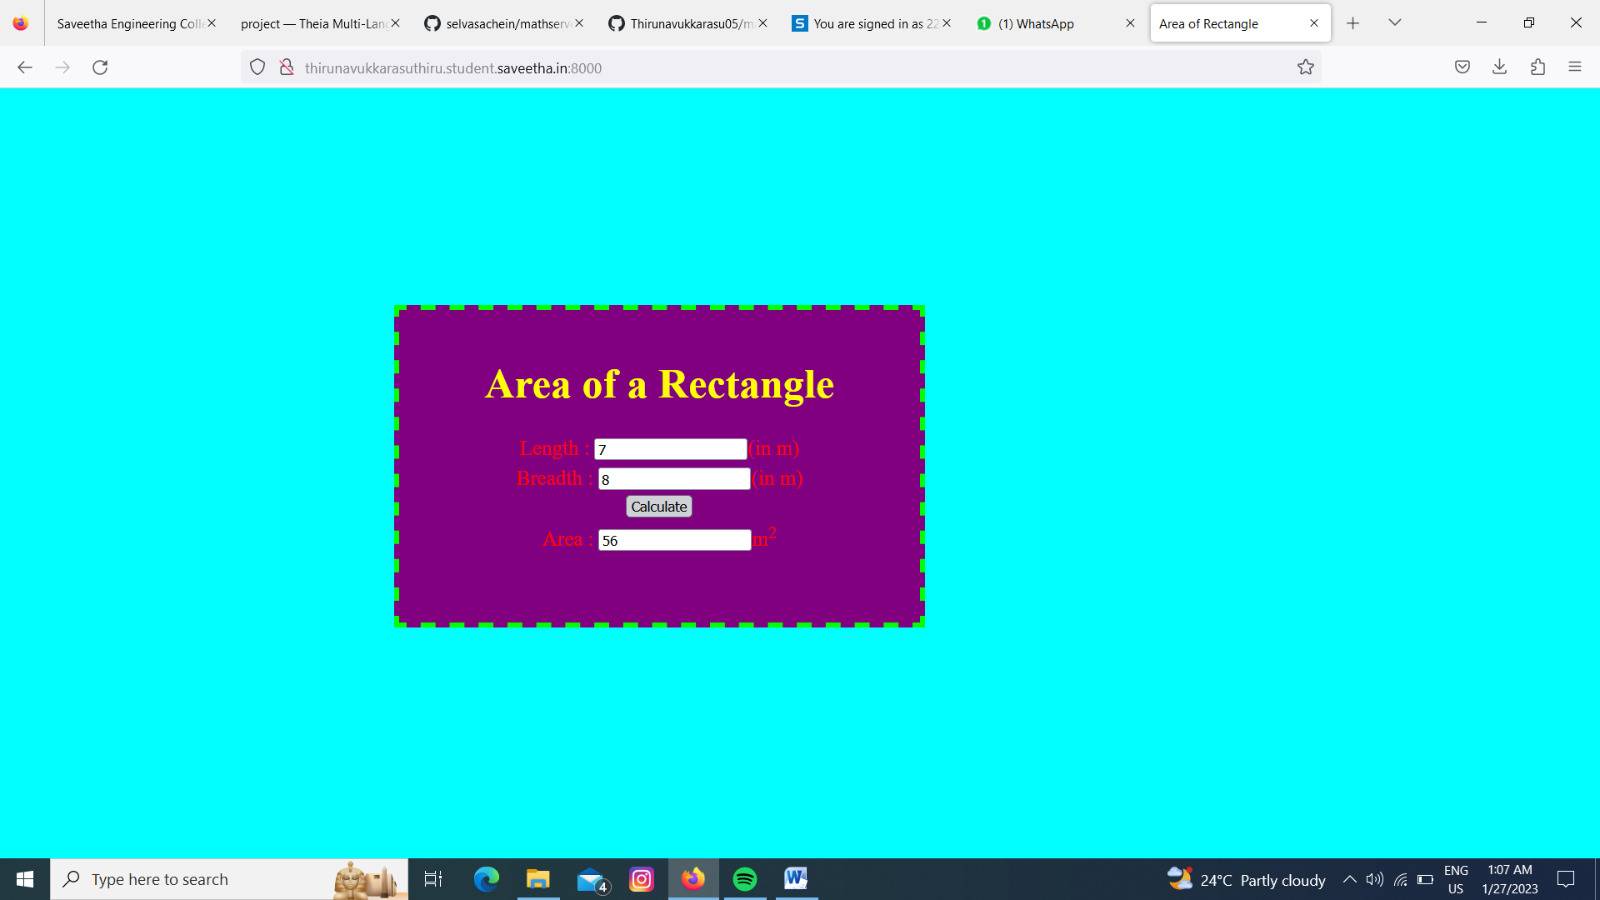 Saveetha Engineering Coll
project — Theia Multi-Lan
selvasachein/mathserv
Thirunavukkarasu05/m
S You are signed in as 22
1 (1) WhatsApp
Area of Rectangle
thirunavukkarasuthiru.student.saveetha.in:8000
Area of a Rectangle
Length : 7 (in m)
Breadth : 8 (in m)
Calculate
Area : 56 m²
Type here to search
4
W
24°C Partly cloudy
ENG
US
1:07 AM
1/27/2023